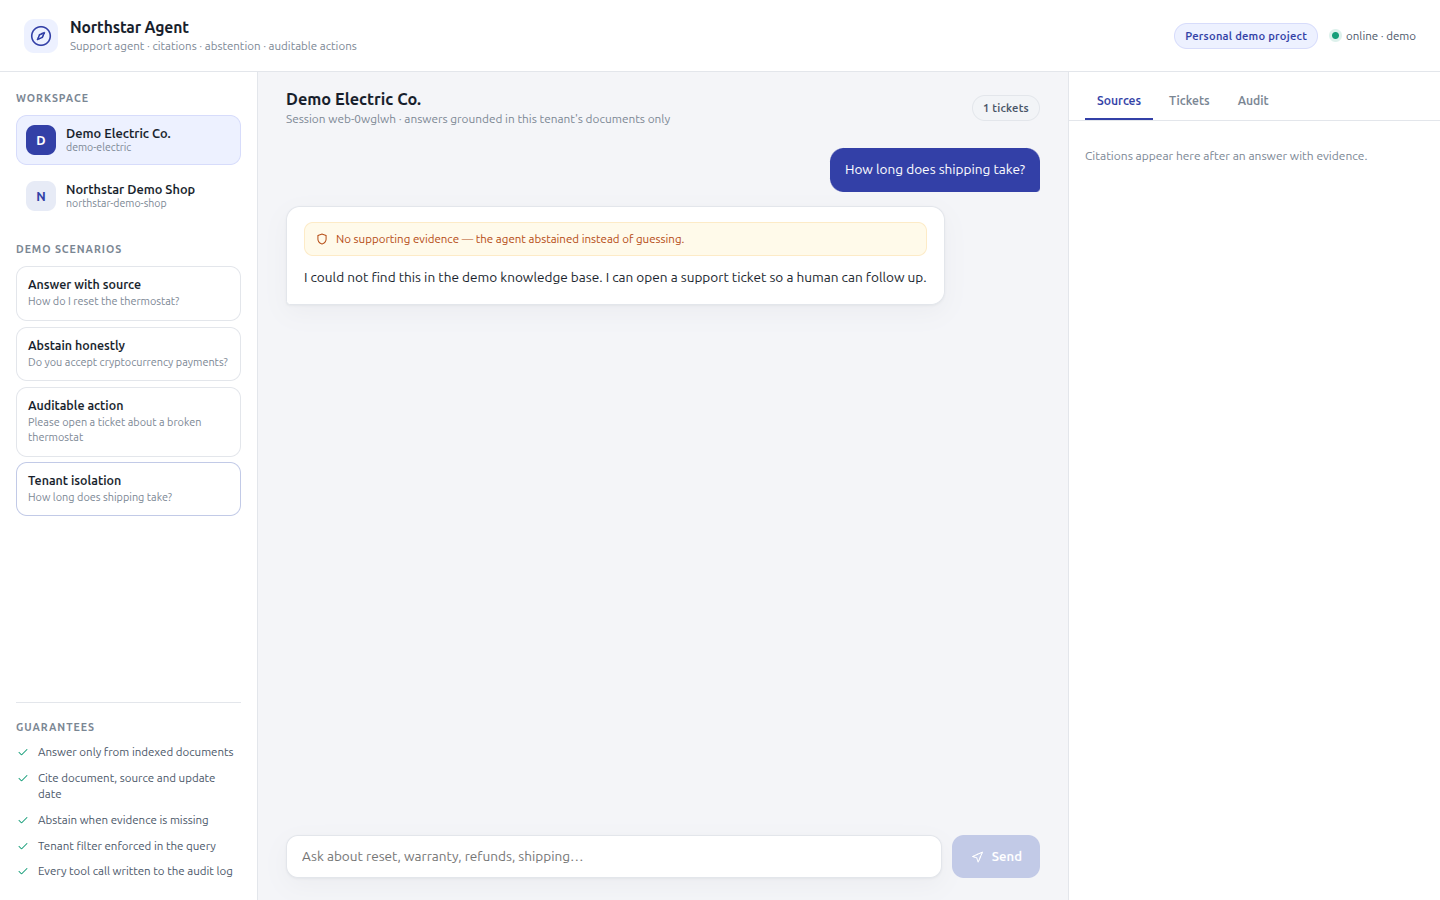 Northstar Agent
Support agent · citations · abstention · auditable actions
Personal demo project
online · demo
WORKSPACE
D
Demo Electric Co.
demo-electric
N
Northstar Demo Shop
northstar-demo-shop
DEMO SCENARIOS
Answer with source
How do I reset the thermostat?
Abstain honestly
Do you accept cryptocurrency payments?
Auditable action
Please open a ticket about a broken
thermostat
Tenant isolation
How long does shipping take?
GUARANTEES
Answer only from indexed documents
Cite document, source and update
date
Abstain when evidence is missing
Tenant filter enforced in the query
Every tool call written to the audit log
Demo Electric Co.
Session web-0wglwh · answers grounded in this tenant's documents only
1 tickets
How long does shipping take?
No supporting evidence — the agent abstained instead of guessing.
I could not find this in the demo knowledge base. I can open a support ticket so a human can follow up.
Ask about reset, warranty, refunds, shipping…
Send
Sources
Tickets
Audit
Citations appear here after an answer with evidence.